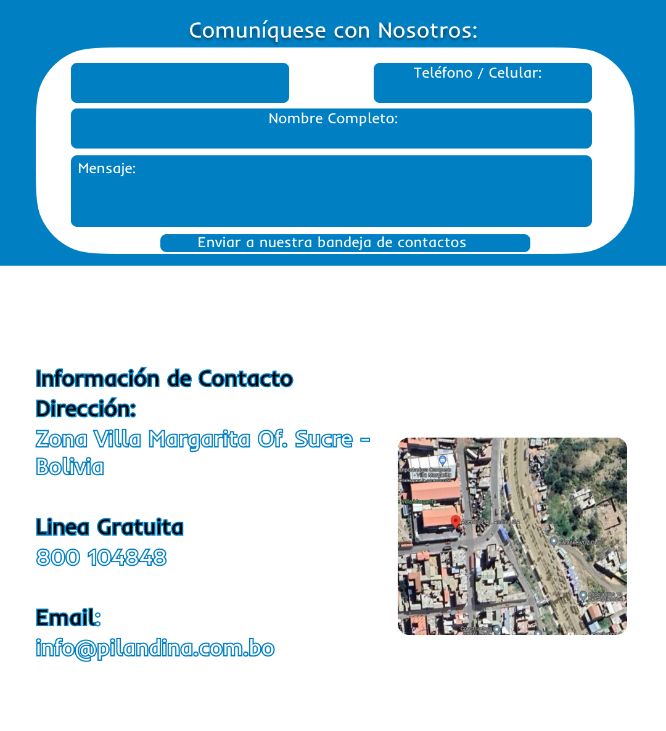 Comuníquese con Nosotros:
Teléfono / Celular:
Nombre Completo:
Mensaje:
Enviar a nuestra bandeja de contactos
Información de Contacto
Dirección:
Zona Villa Margarita Of. Sucre -
Bolivia
Linea Gratuita
800 104848
Email:
info@pilandina.com.bo